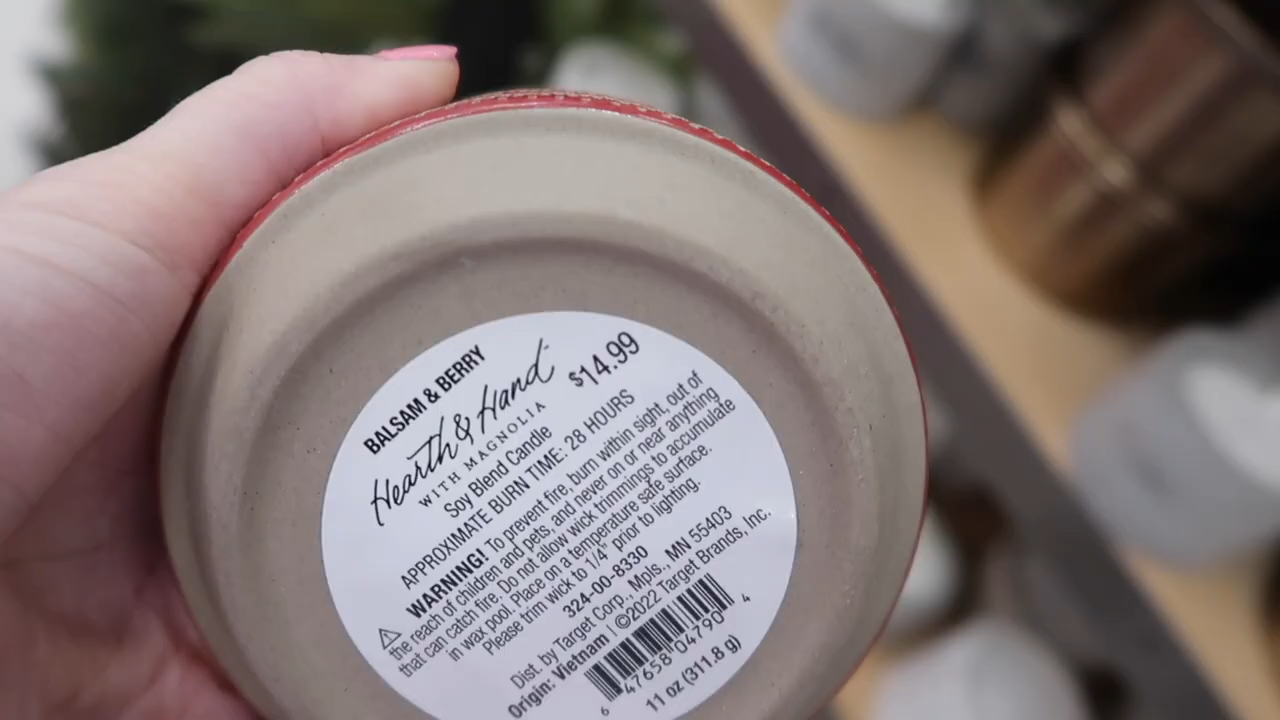 BALSAM & BERRY
Hearth & Hand™
WITH MAGNOLIA
$14.99
Soy Blend Candle
APPROXIMATE BURN TIME: 28 HOURS
⚠ WARNING! To prevent fire, burn within sight, out of
the reach of children and pets, and never on or near anything
that can catch fire. Do not allow wick trimmings to accumulate
in wax pool. Place on a temperature safe surface.
Please trim wick to 1/4" prior to lighting.
324-00-8330
Dist. by Target Corp., Mpls., MN 55403
Origin: Vietnam | ©2022 Target Brands, Inc.
6 47658 04790 4
11 oz (311.8 g)